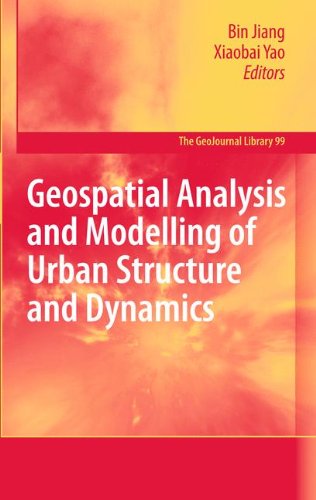 Bin Jiang
Xiaobai Yao
Editors
The GeoJournal Library 99
Geospatial Analysis
and Modelling of
Urban Structure
and Dynamics